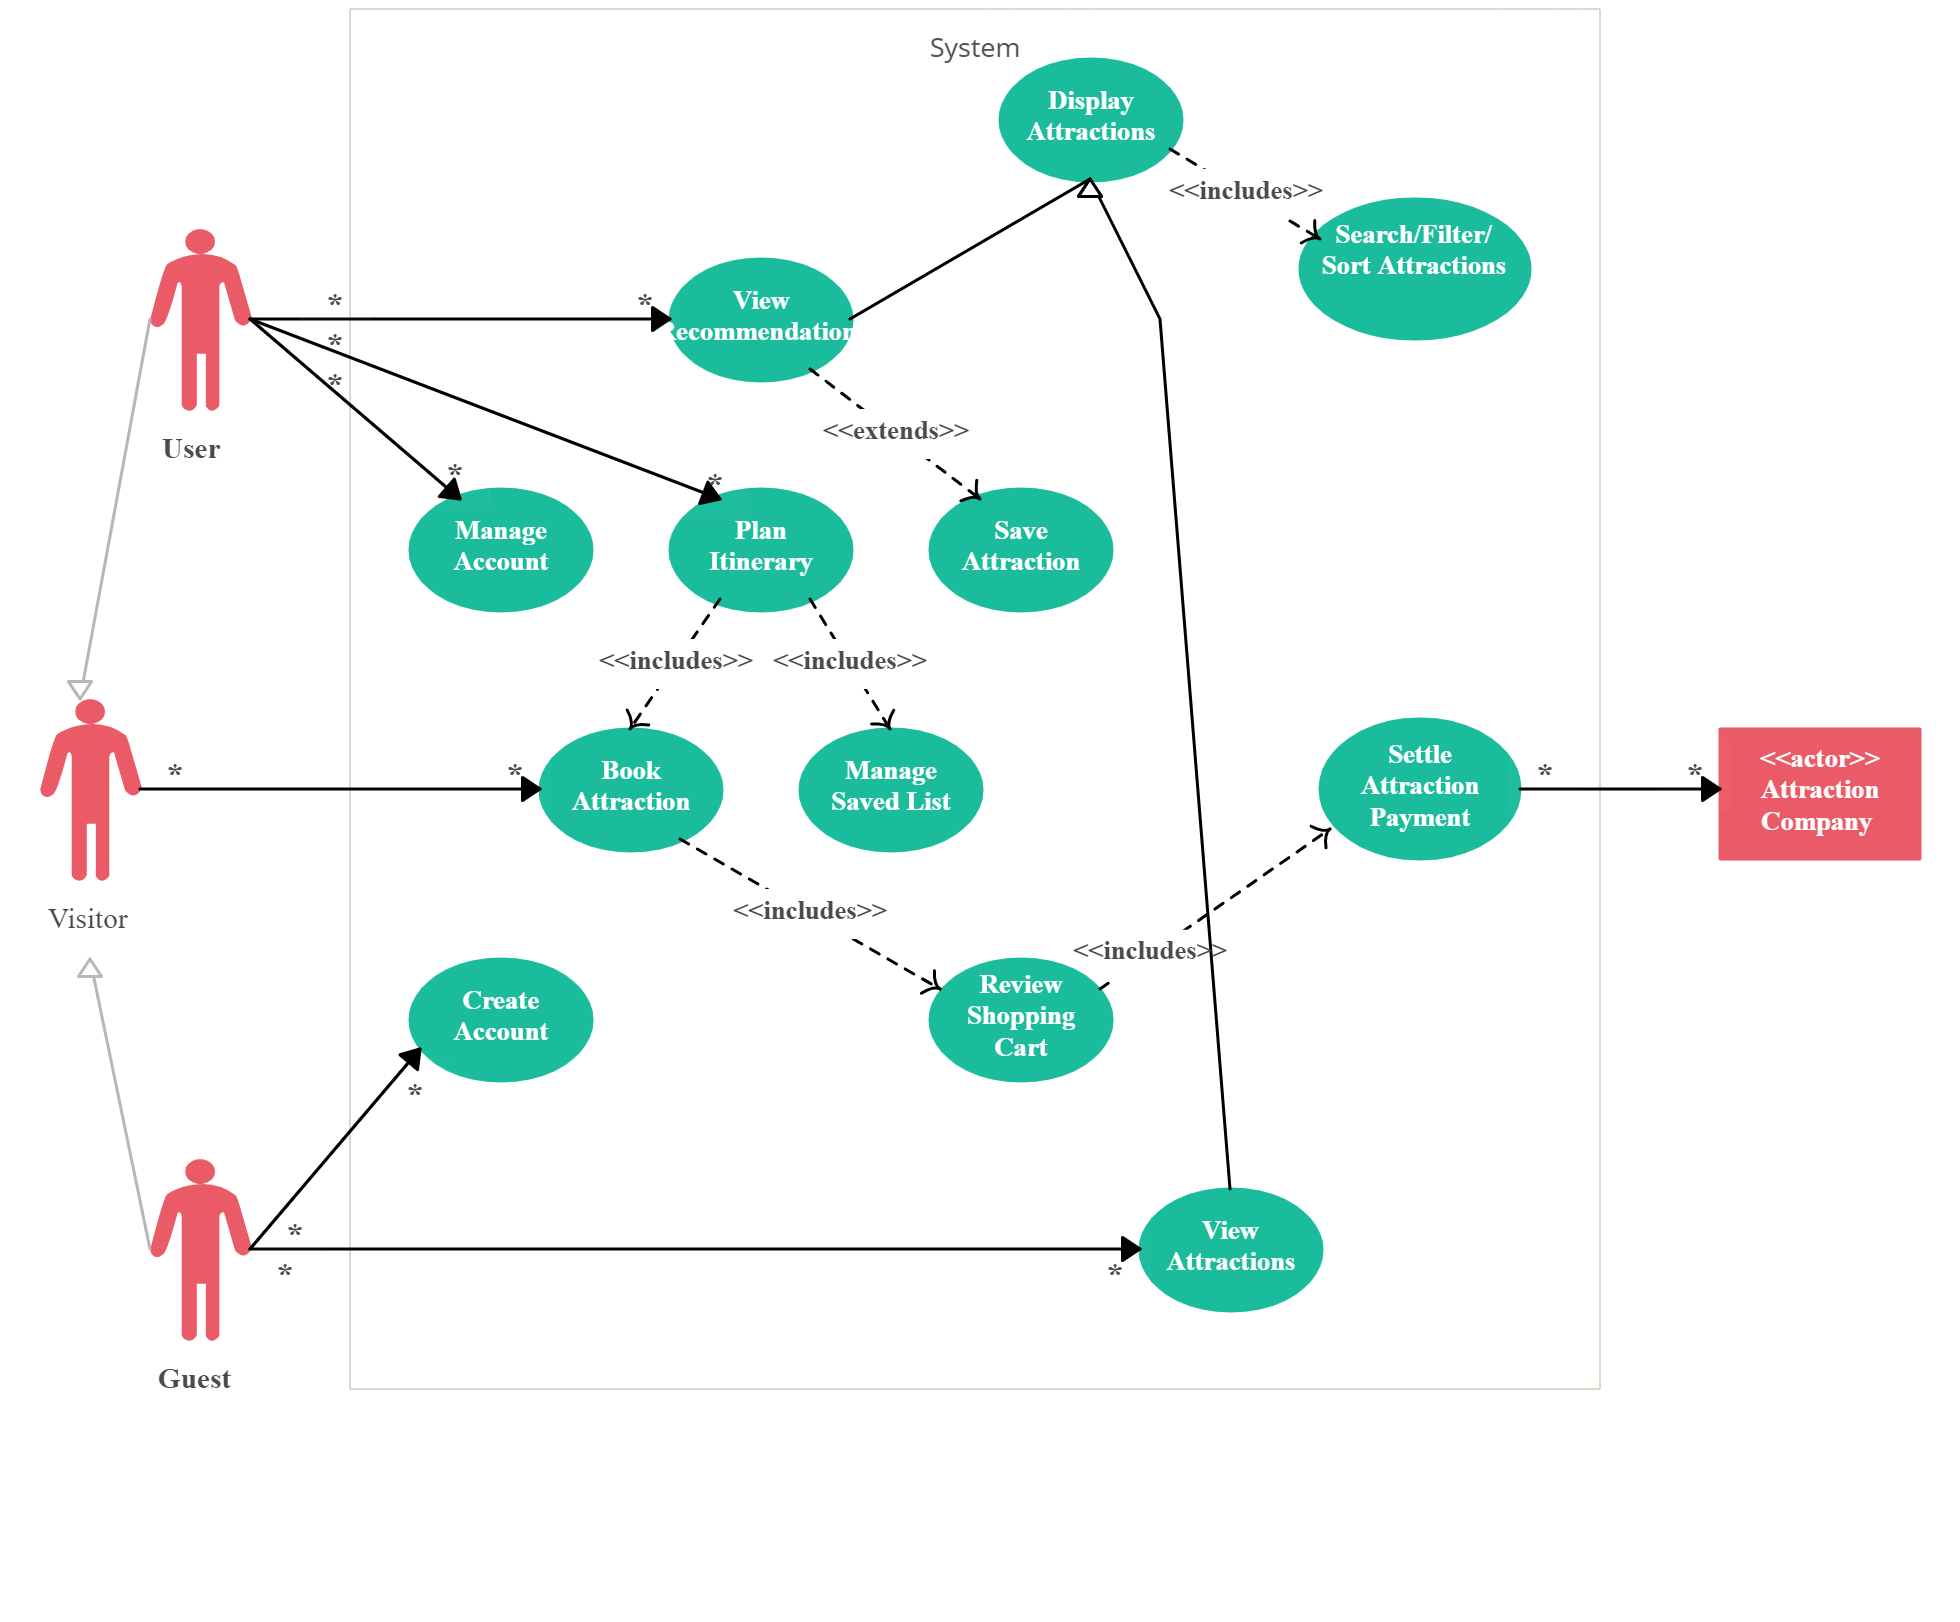 System
Display
Attractions
<<includes>>
Search/Filter/
Sort Attractions
*
*
View
ecommendation
*
*
User
<<extends>>
*
*
Manage
Account
Plan
Itinerary
Save
Attraction
<<includes>>
<<includes>>
*
*
Book
Attraction
Manage
Saved List
Settle
Attraction
Payment
*
*
<<actor>>
Attraction
Company
Visitor
<<includes>>
<<includes>>
Create
Account
Review
Shopping
Cart
*
*
*
*
View
Attractions
Guest